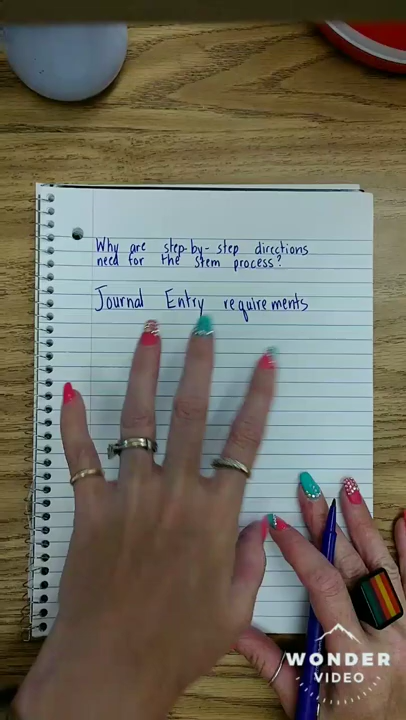 Why are step-by-step directions
need for the stem process?
Journal Entry requirements
WONDER
VIDEO